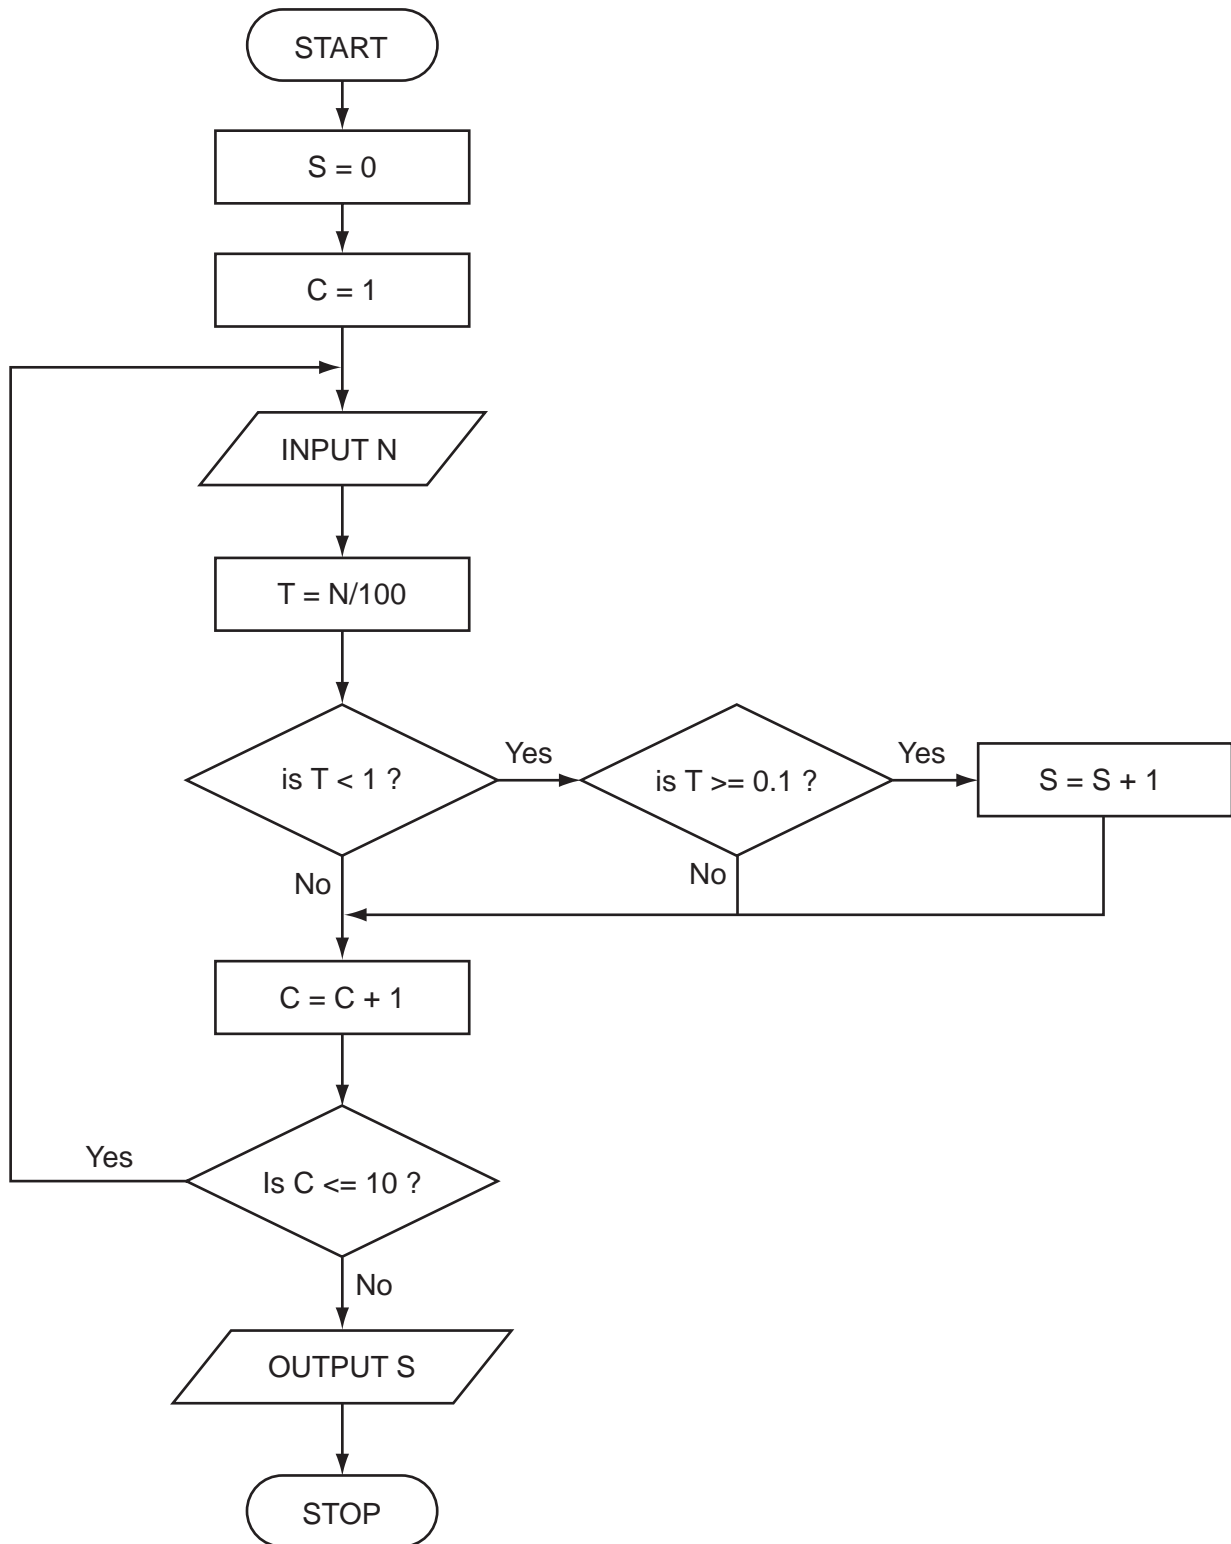 START
S = 0
C = 1
INPUT N
T = N/100
is T < 1 ?
Yes
is T >= 0.1 ?
Yes
S = S + 1
No
No
C = C + 1
Is C <= 10 ?
Yes
No
OUTPUT S
STOP